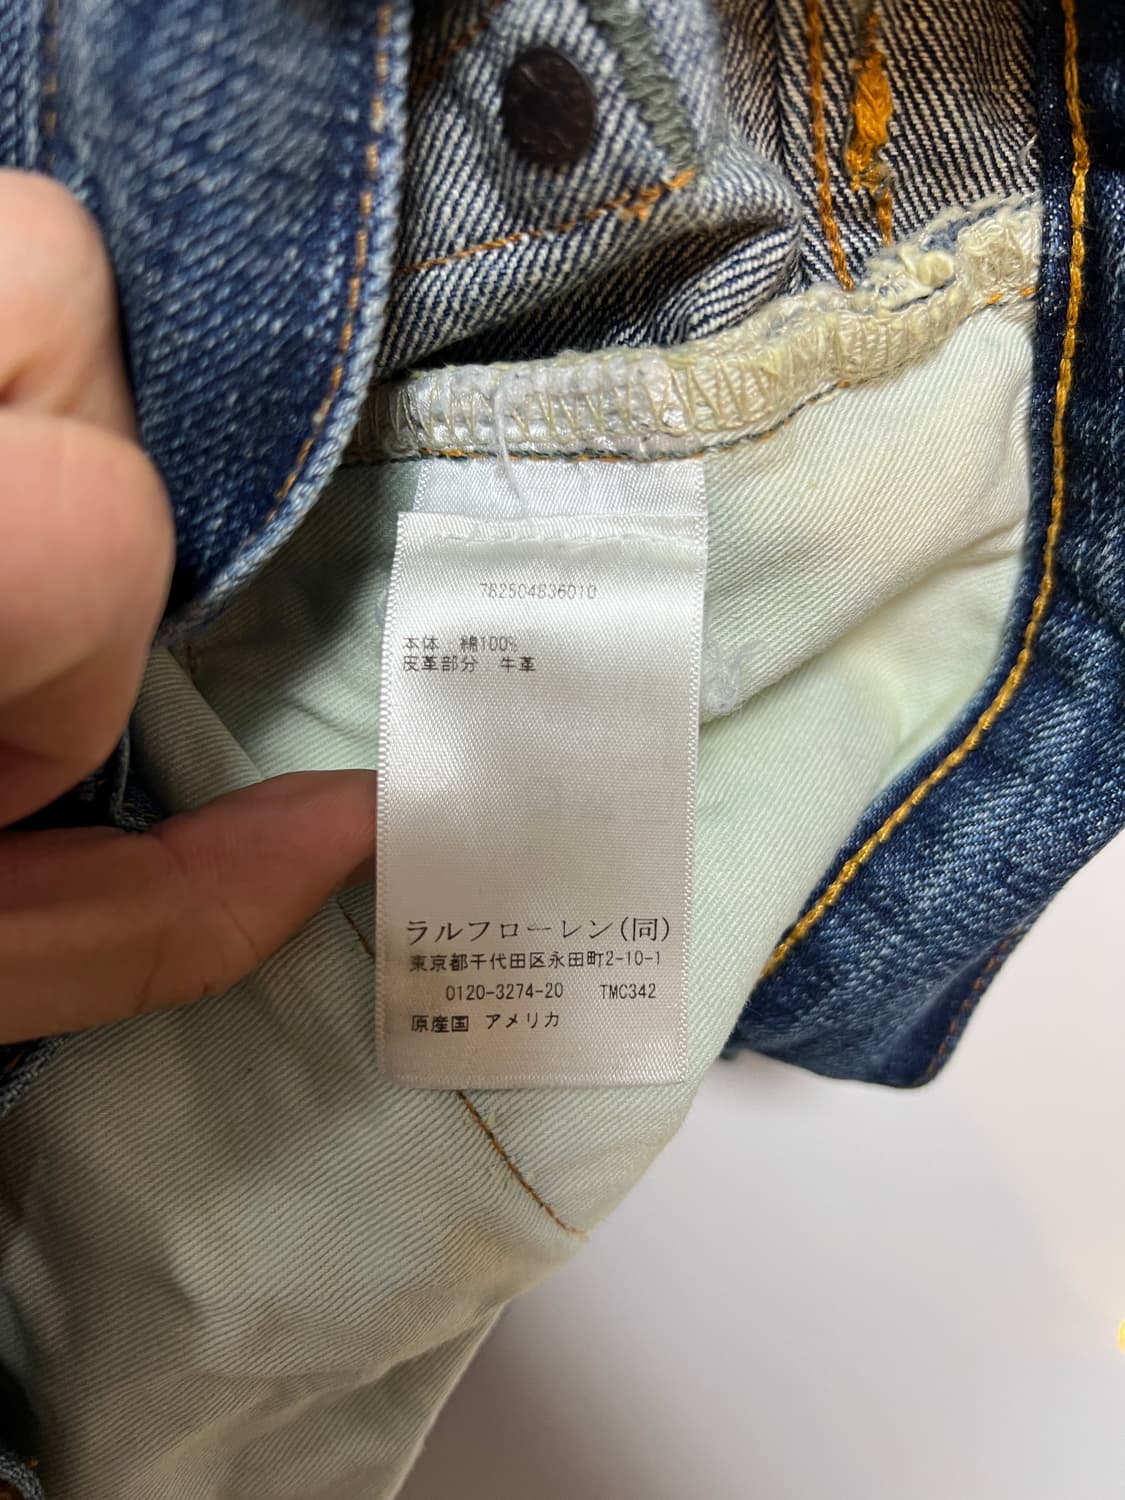 782504836010
本体 綿100%
皮革部分 牛革
ラルフローレン(同)
東京都千代田区永田町2-10-1
0120-3274-20 TMC342
原産国 アメリカ